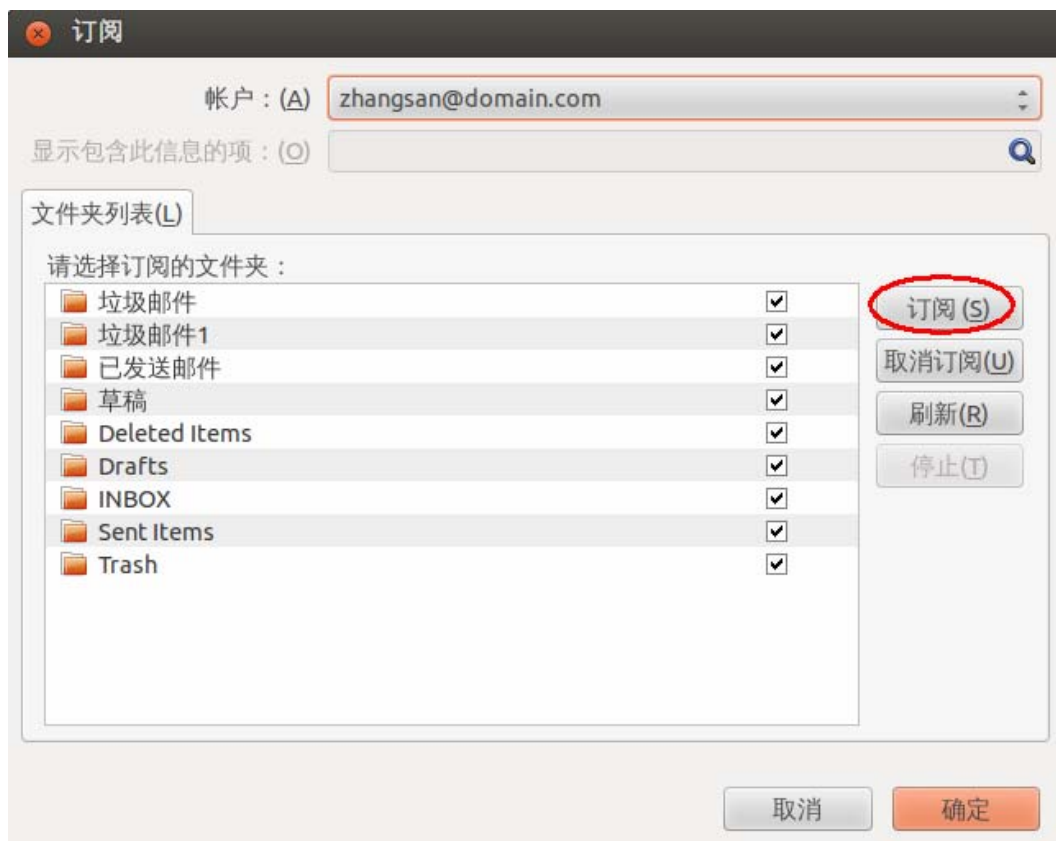 订阅
帐户：(A) zhangsan@domain.com
显示包含此信息的项：(O)
文件夹列表(L)
请选择订阅的文件夹：
垃圾邮件
垃圾邮件1
已发送邮件
草稿
Deleted Items
Drafts
INBOX
Sent Items
Trash
订阅 (S)
取消订阅(U)
刷新(R)
停止(T)
取消
确定